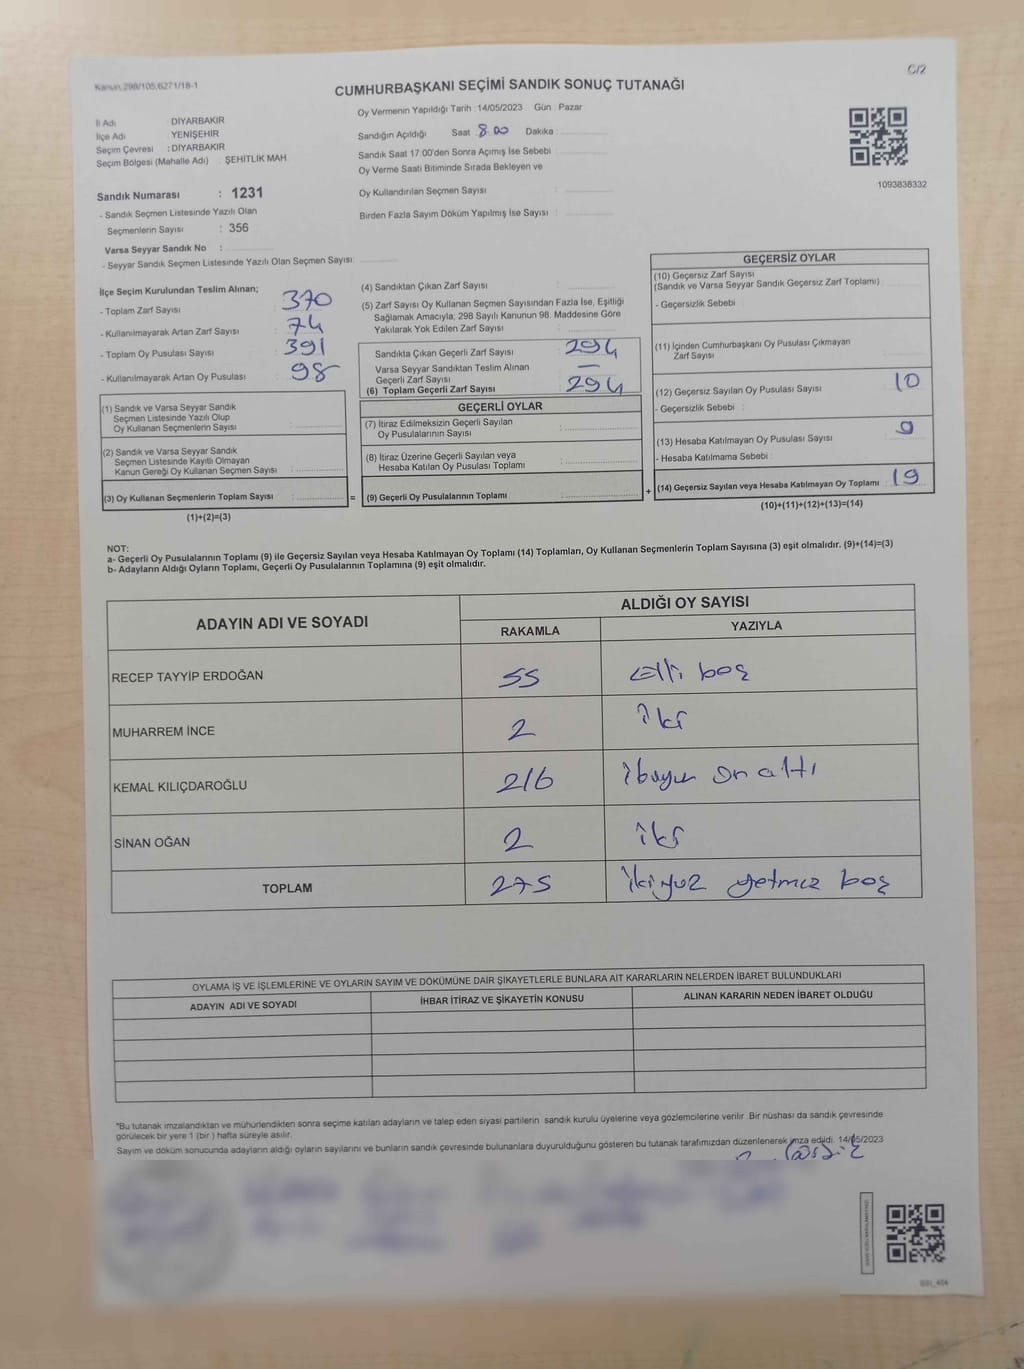 Kanun 298/105,6271/18-1
C/2
CUMHURBAŞKANI SEÇİMİ SANDIK SONUÇ TUTANAĞI
Oy Vermenin Yapıldığı Tarih : 14/05/2023 Gün : Pazar
İl Adı : DİYARBAKIR
İlçe Adı : YENİŞEHİR
Seçim Çevresi : DİYARBAKIR
Seçim Bölgesi (Mahalle Adı) : ŞEHİTLİK MAH.
Sandığın Açıldığı Saat : 8.00 Dakika :
Sandık Saat 17:00'den Sonra Açımış İse Sebebi :
Oy Verme Saati Bitiminde Sırada Bekleyen ve
Oy Kullandırılan Seçmen Sayısı :
Birden Fazla Sayım Döküm Yapılmış İse Sayısı :
1093838332
Sandık Numarası : 1231
- Sandık Seçmen Listesinde Yazılı Olan
Seçmenlerin Sayısı : 356
Varsa Seyyar Sandık No :
- Seyyar Sandık Seçmen Listesinde Yazılı Olan Seçmen Sayısı:
İlçe Seçim Kurulundan Teslim Alınan;
- Toplam Zarf Sayısı : 370
- Kullanılmayarak Artan Zarf Sayısı : 74
- Toplam Oy Pusulası Sayısı : 391
- Kullanılmayarak Artan Oy Pusulası : 98
(1) Sandık ve Varsa Seyyar Sandık
Seçmen Listesinde Yazılı Olup
Oy Kullanan Seçmenlerin Sayısı :
(2) Sandık ve Varsa Seyyar Sandık
Seçmen Listesinde Kayıtlı Olmayan
Kanun Gereği Oy Kullanan Seçmen Sayısı :
(3) Oy Kullanan Seçmenlerin Toplam Sayısı :
(1)+(2)=(3)
=
(4) Sandıktan Çıkan Zarf Sayısı :
(5) Zarf Sayısı Oy Kullanan Seçmen Sayısından Fazla İse, Eşitliği
Sağlamak Amacıyla; 298 Sayılı Kanunun 98. Maddesine Göre
Yakılarak Yok Edilen Zarf Sayısı :
Sandıkta Çıkan Geçerli Zarf Sayısı : 294
Varsa Seyyar Sandıktan Teslim Alınan
Geçerli Zarf Sayısı : —
(6) Toplam Geçerli Zarf Sayısı : 294
GEÇERLİ OYLAR
(7) İtiraz Edilmeksizin Geçerli Sayılan
Oy Pusulalarının Sayısı :
(8) İtiraz Üzerine Geçerli Sayılan veya
Hesaba Katılan Oy Pusulası Toplamı :
(9) Geçerli Oy Pusulalarının Toplamı :
+
GEÇERSİZ OYLAR
(10) Geçersiz Zarf Sayısı
(Sandık ve Varsa Seyyar Sandık Geçersiz Zarf Toplamı) :
- Geçersizlik Sebebi :
(11) İçinden Cumhurbaşkanı Oy Pusulası Çıkmayan
Zarf Sayısı :
(12) Geçersiz Sayılan Oy Pusulası Sayısı : 10
- Geçersizlik Sebebi :
(13) Hesaba Katılmayan Oy Pusulası Sayısı : 9
- Hesaba Katılmama Sebebi :
(14) Geçersiz Sayılan veya Hesaba Katılmayan Oy Toplamı : 19
(10)+(11)+(12)+(13)=(14)
NOT:
a- Geçerli Oy Pusulalarının Toplamı (9) ile Geçersiz Sayılan veya Hesaba Katılmayan Oy Toplamı (14) Toplamları, Oy Kullanan Seçmenlerin Toplam Sayısına (3) eşit olmalıdır. (9)+(14)=(3)
b- Adayların Aldığı Oyların Toplamı, Geçerli Oy Pusulalarının Toplamına (9) eşit olmalıdır.
ADAYIN ADI VE SOYADI ALDIĞI OY SAYISI
RAKAMLA YAZIYLA
RECEP TAYYİP ERDOĞAN 55 Elli beş
MUHARREM İNCE 2 iki
KEMAL KILIÇDAROĞLU 216 ikiyuz on altı
SİNAN OĞAN 2 iki
TOPLAM 275 ikiyuz yetmiz beş
OYLAMA İŞ VE İŞLEMLERİNE VE OYLARIN SAYIM VE DÖKÜMÜNE DAİR ŞİKAYETLERLE BUNLARA AİT KARARLARIN NELERDEN İBARET BULUNDUKLARI
ADAYIN ADI VE SOYADI İHBAR İTİRAZ VE ŞİKAYETİN KONUSU ALINAN KARARIN NEDEN İBARET OLDUĞU
*Bu tutanak imzalandıktan ve mühürlendikten sonra seçime katılan adayların ve talep eden siyasi partilerin sandık kurulu üyelerine veya gözlemcilerine verilir. Bir nüshası da sandık çevresinde
görülecek bir yere 1 (bir ) hafta süreyle asılır.
Sayım ve döküm sonucunda adayların aldığı oyların sayılarını ve bunların sandık çevresinde bulunanlara duyurulduğunu gösteren bu tutanak tarafımızdan düzenlenerek imza edildi. 14/05/2023